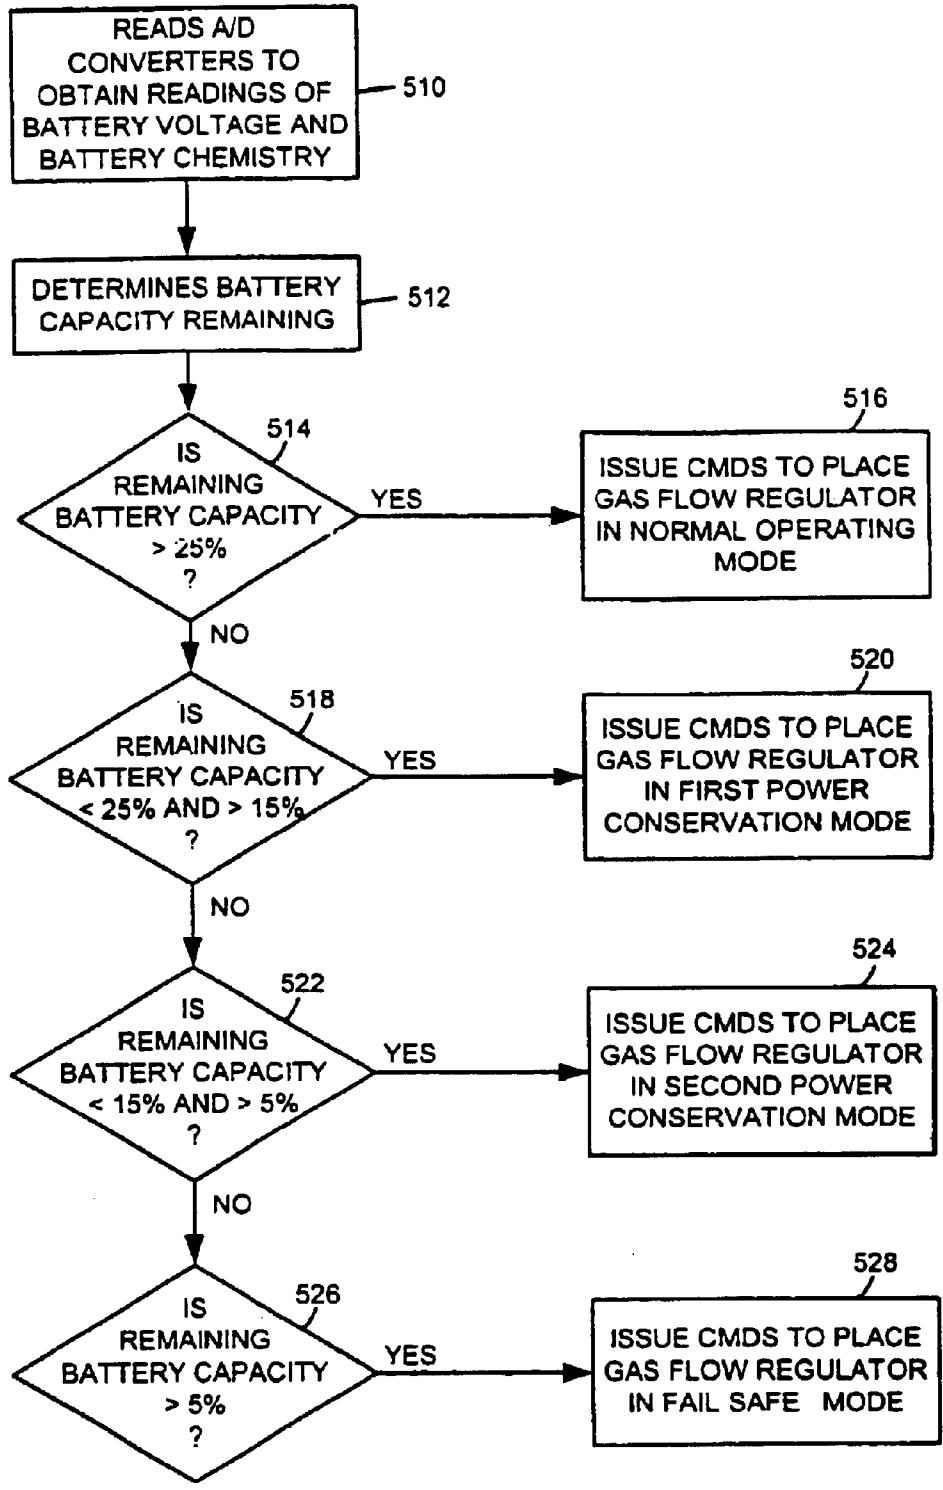 READS A/D
CONVERTERS TO
OBTAIN READINGS OF
BATTERY VOLTAGE AND
BATTERY CHEMISTRY
510
DETERMINES BATTERY
CAPACITY REMAINING
512
514
IS
REMAINING
BATTERY CAPACITY
> 25%
?
YES
516
ISSUE CMDS TO PLACE
GAS FLOW REGULATOR
IN NORMAL OPERATING
MODE
NO
518
IS
REMAINING
BATTERY CAPACITY
< 25% AND > 15%
?
YES
520
ISSUE CMDS TO PLACE
GAS FLOW REGULATOR
IN FIRST POWER
CONSERVATION MODE
NO
522
IS
REMAINING
BATTERY CAPACITY
< 15% AND > 5%
?
YES
524
ISSUE CMDS TO PLACE
GAS FLOW REGULATOR
IN SECOND POWER
CONSERVATION MODE
NO
526
IS
REMAINING
BATTERY CAPACITY
> 5%
?
YES
528
ISSUE CMDS TO PLACE
GAS FLOW REGULATOR
IN FAIL SAFE MODE